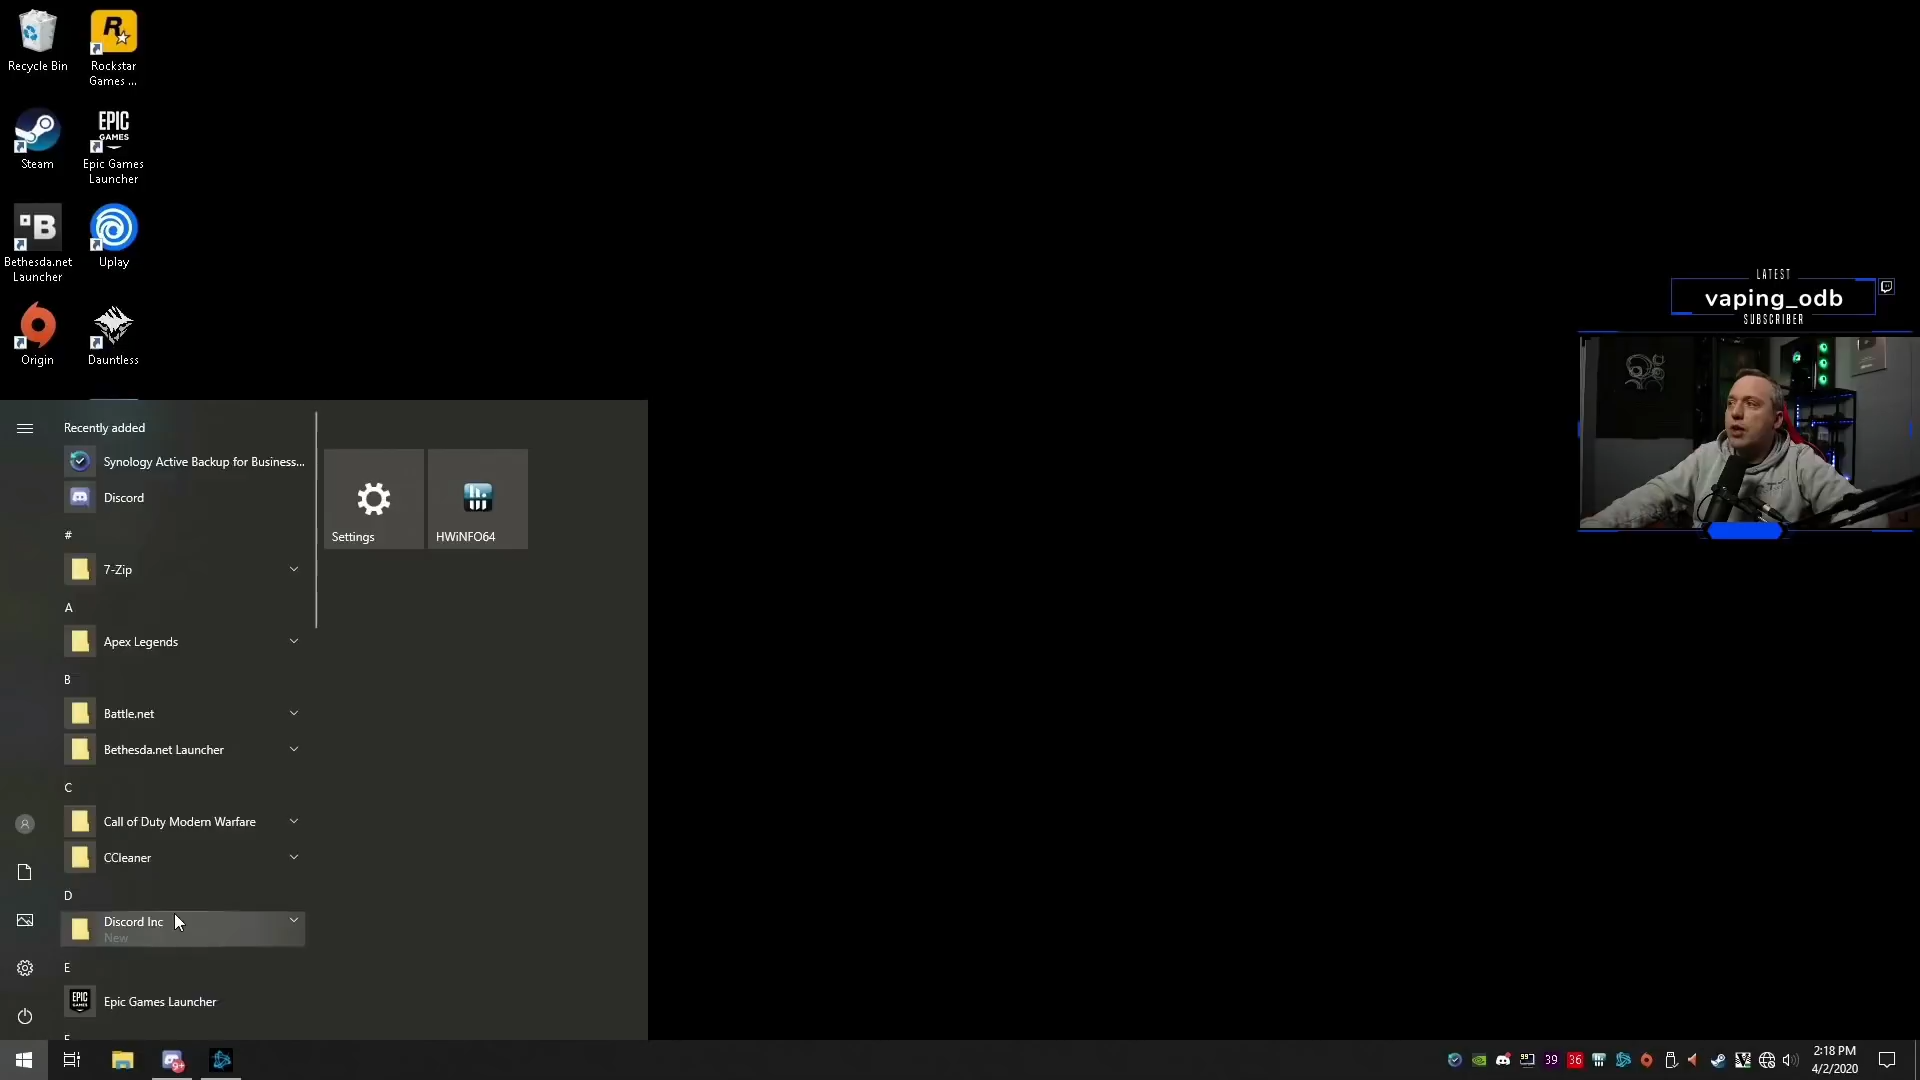 Recycle Bin
Rockstar
Games ...
Steam
EPIC
GAMES
Epic Games
Launcher
B
Bethesda.net
Launcher
Uplay
Origin
Dauntless
LATEST
vaping_odb
SUBSCRIBER
Recently added
Synology Active Backup for Business...
Discord
#
7-Zip
A
Apex Legends
B
Battle.net
Bethesda.net Launcher
C
Call of Duty Modern Warfare
CCleaner
D
Discord Inc
New
E
EPIC
GAMES
Epic Games Launcher
Settings
HWiNFO64
9+
39
36
2:18 PM
4/2/2020